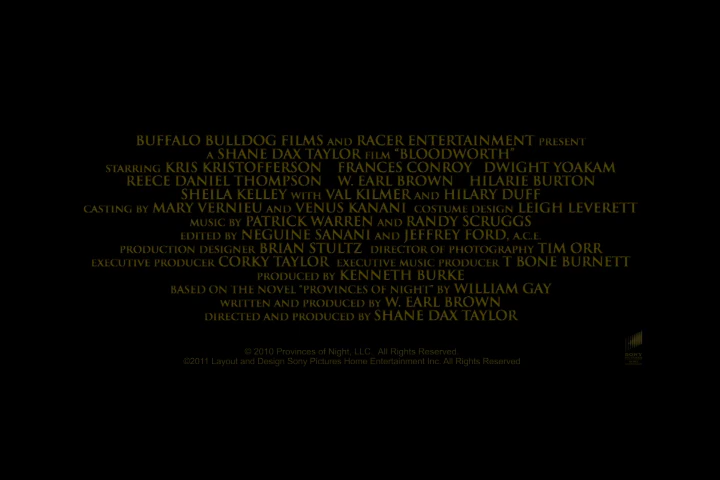 BUFFALO BULLDOG FILMS AND RACER ENTERTAINMENT PRESENT
A SHANE DAX TAYLOR FILM "BLOODWORTH"
STARRING KRIS KRISTOFFERSON FRANCES CONROY DWIGHT YOAKAM
REECE DANIEL THOMPSON W. EARL BROWN HILARIE BURTON
SHEILA KELLEY WITH VAL KILMER AND HILARY DUFF
CASTING BY MARY VERNIEU AND VENUS KANANI COSTUME DESIGN LEIGH LEVERETT
MUSIC BY PATRICK WARREN AND RANDY SCRUGGS
EDITED BY NEGUINE SANANI AND JEFFREY FORD, A.C.E.
PRODUCTION DESIGNER BRIAN STULTZ DIRECTOR OF PHOTOGRAPHY TIM ORR
EXECUTIVE PRODUCER CORKY TAYLOR EXECUTIVE MUSIC PRODUCER T BONE BURNETT
PRODUCED BY KENNETH BURKE
BASED ON THE NOVEL "PROVINCES OF NIGHT" BY WILLIAM GAY
WRITTEN AND PRODUCED BY W. EARL BROWN
DIRECTED AND PRODUCED BY SHANE DAX TAYLOR
© 2010 Provinces of Night, LLC. All Rights Reserved.
©2011 Layout and Design Sony Pictures Home Entertainment Inc. All Rights Reserved